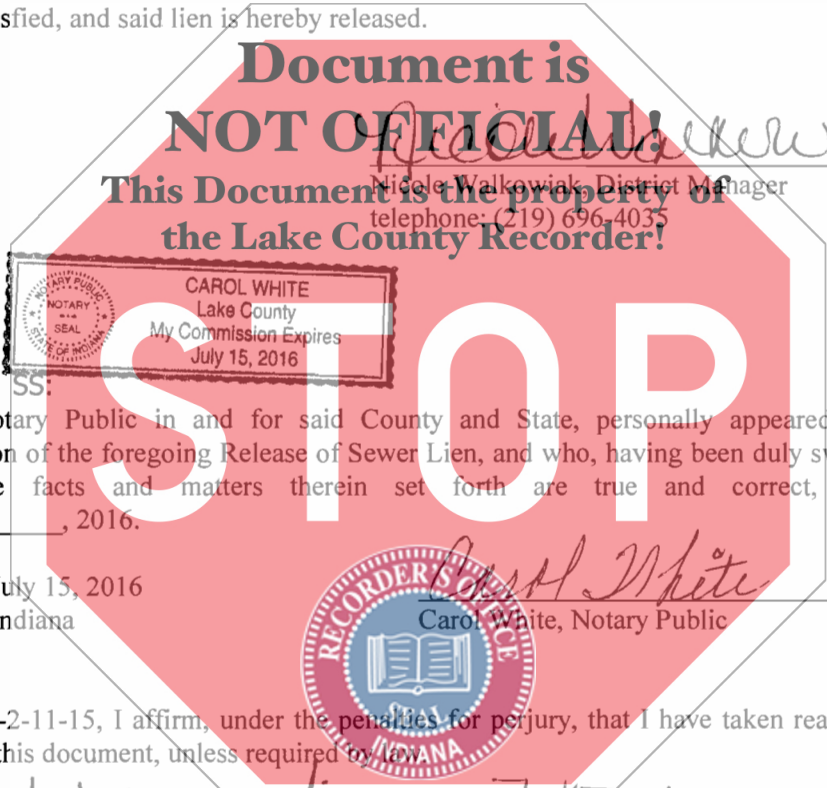 sfied, and said lien is hereby released.
Document is
NOT OFFICIAL!
Nicole Walkowiak
This Document is the property of
Nicole Walkowiak, District Manager
telephone: (219) 696-4035
the Lake County Recorder!
NOTARY PUBLIC
NOTARY
SEAL
STATE OF INDIANA
CAROL WHITE
Lake County
My Commission Expires
July 15, 2016
STOP
SS:
otary Public in and for said County and State, personally appeared
on of the foregoing Release of Sewer Lien, and who, having been duly sw
e facts and matters therein set forth are true and correct,
, 2016.
Carol White
uly 15, 2016
ndiana
Carol White, Notary Public
RECORDER'S OFFICE
SEAL
INDIANA
-2-11-15, I affirm, under the penalties for perjury, that I have taken rea
this document, unless required by law.